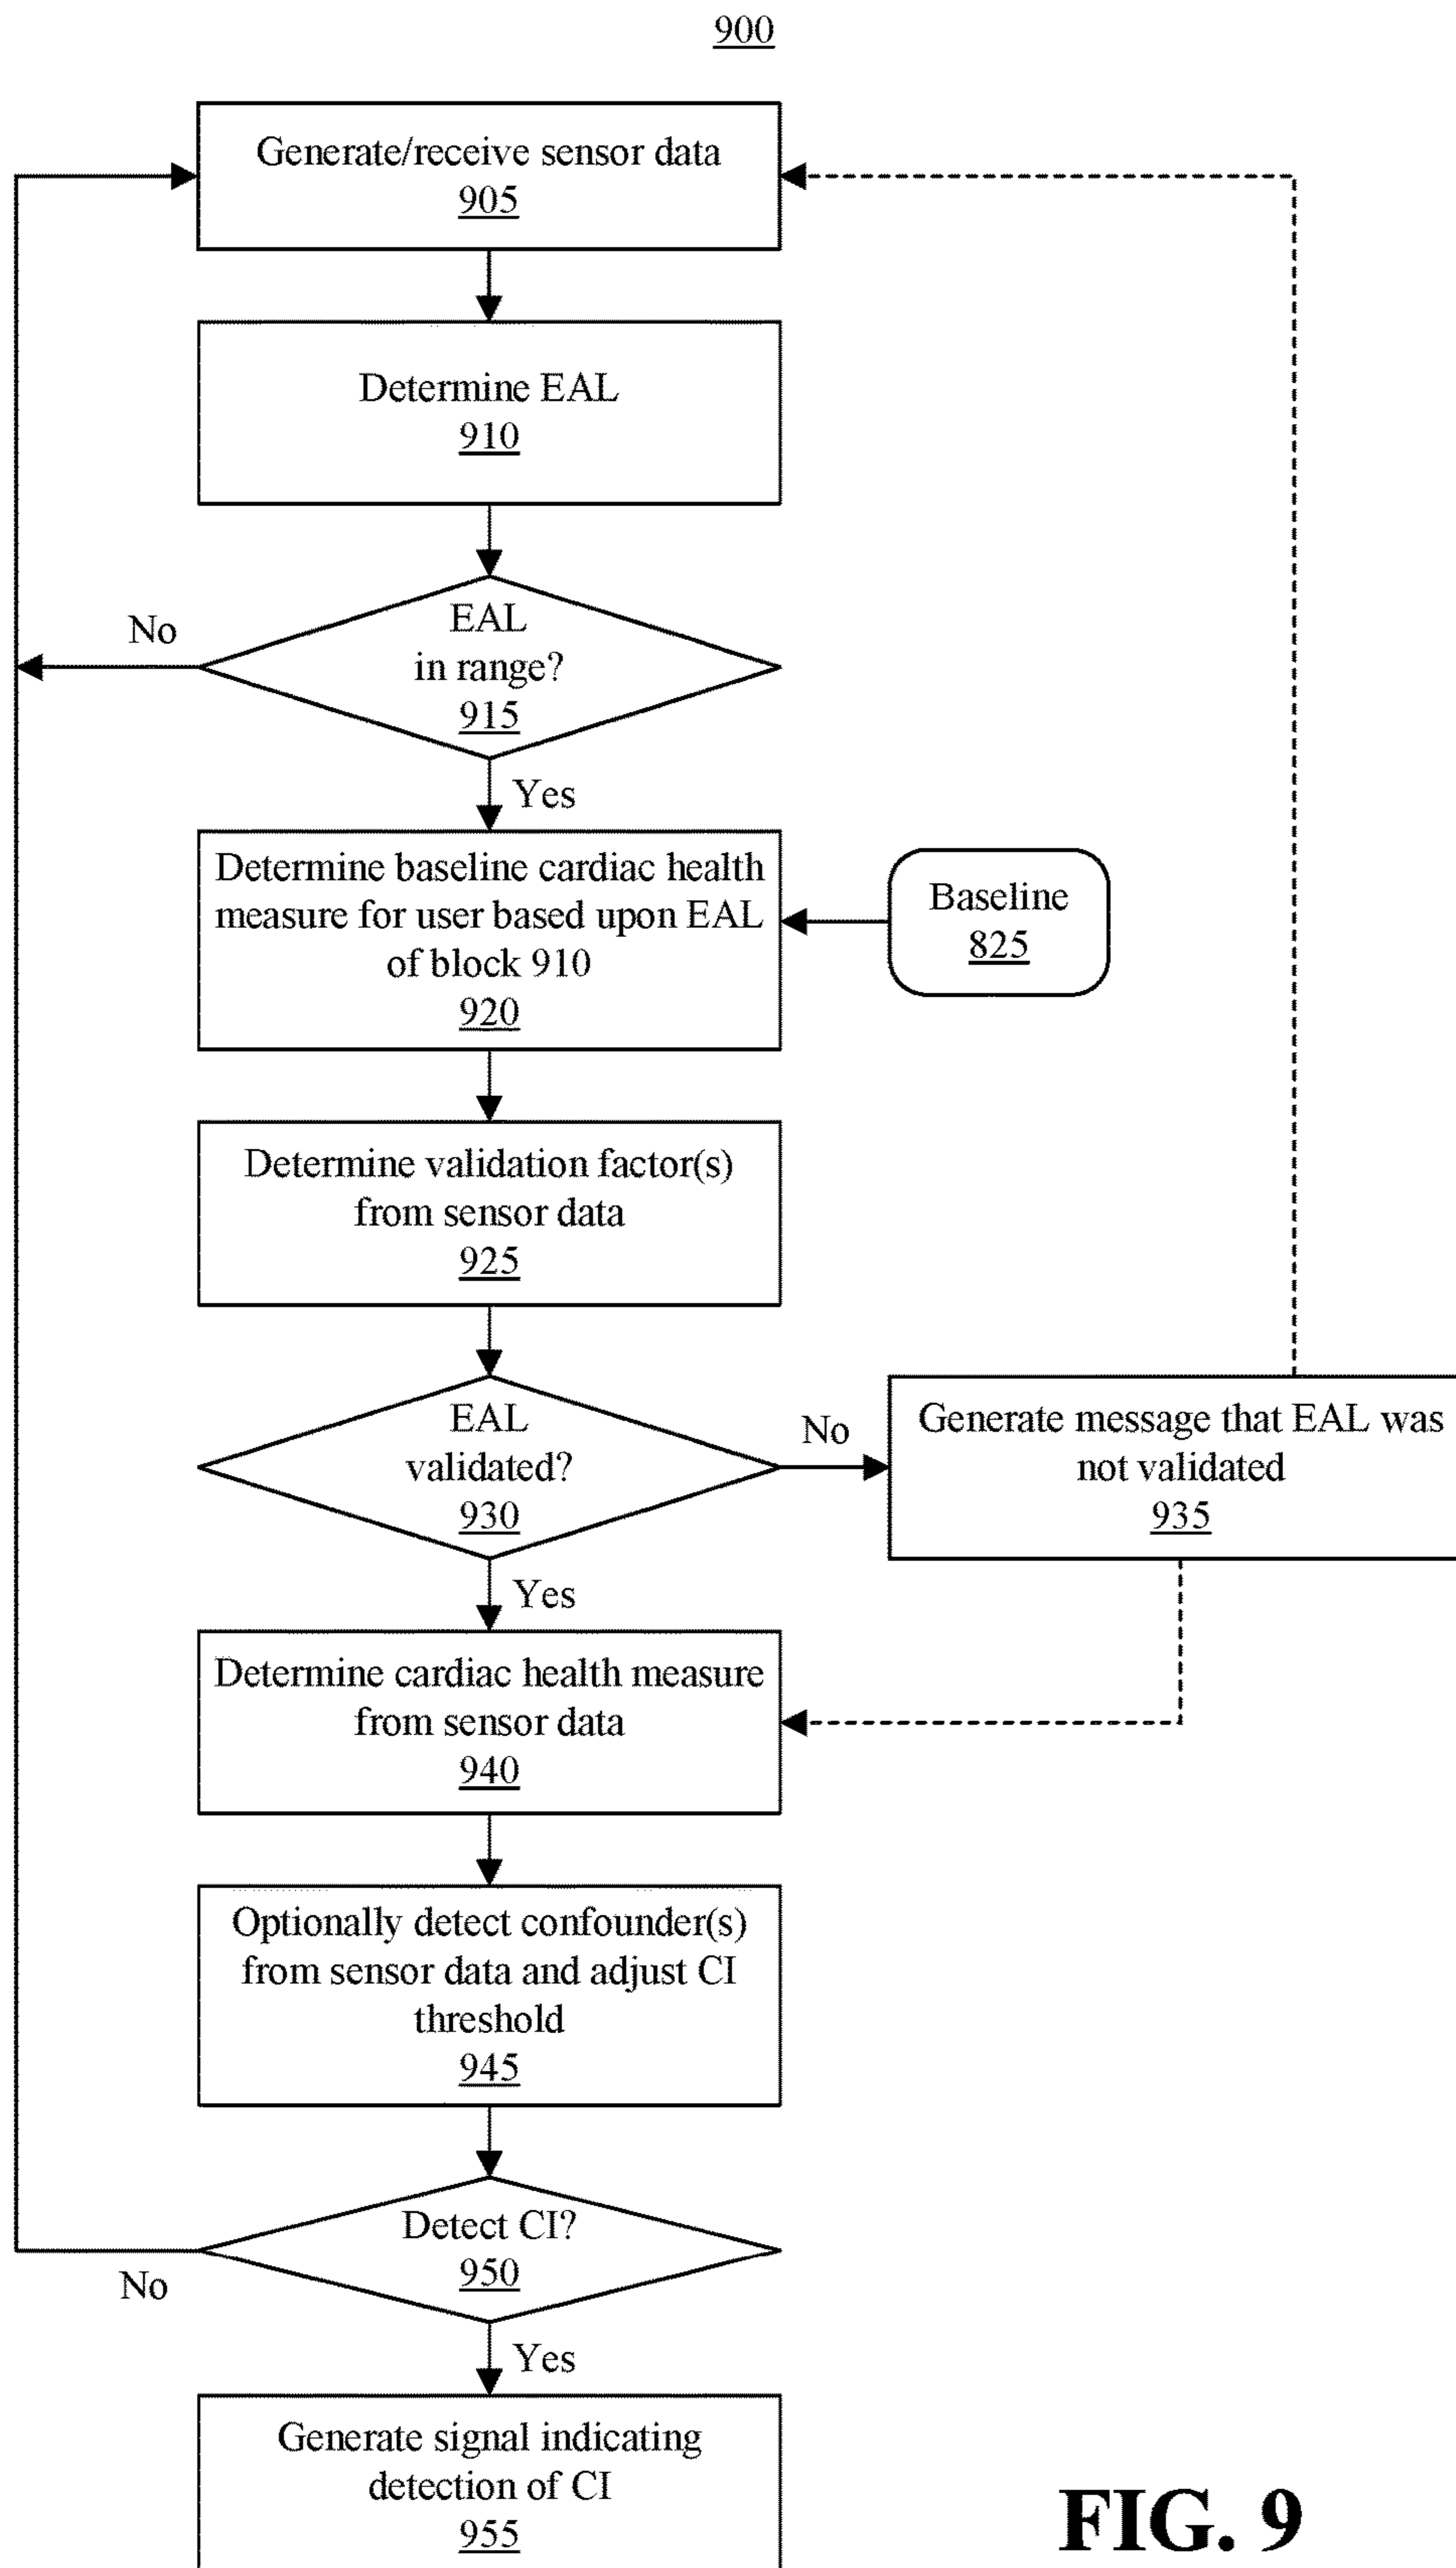 900
Generate/receive sensor data
905
Determine EAL
910
EAL
in range?
915
No
Yes
Determine baseline cardiac health
measure for user based upon EAL
of block 910
920
Baseline
825
Determine validation factor(s)
from sensor data
925
EAL
validated?
930
No
Generate message that EAL was
not validated
935
Yes
Determine cardiac health measure
from sensor data
940
Optionally detect confounder(s)
from sensor data and adjust CI
threshold
945
Detect CI?
950
No
Yes
Generate signal indicating
detection of CI
955
FIG. 9